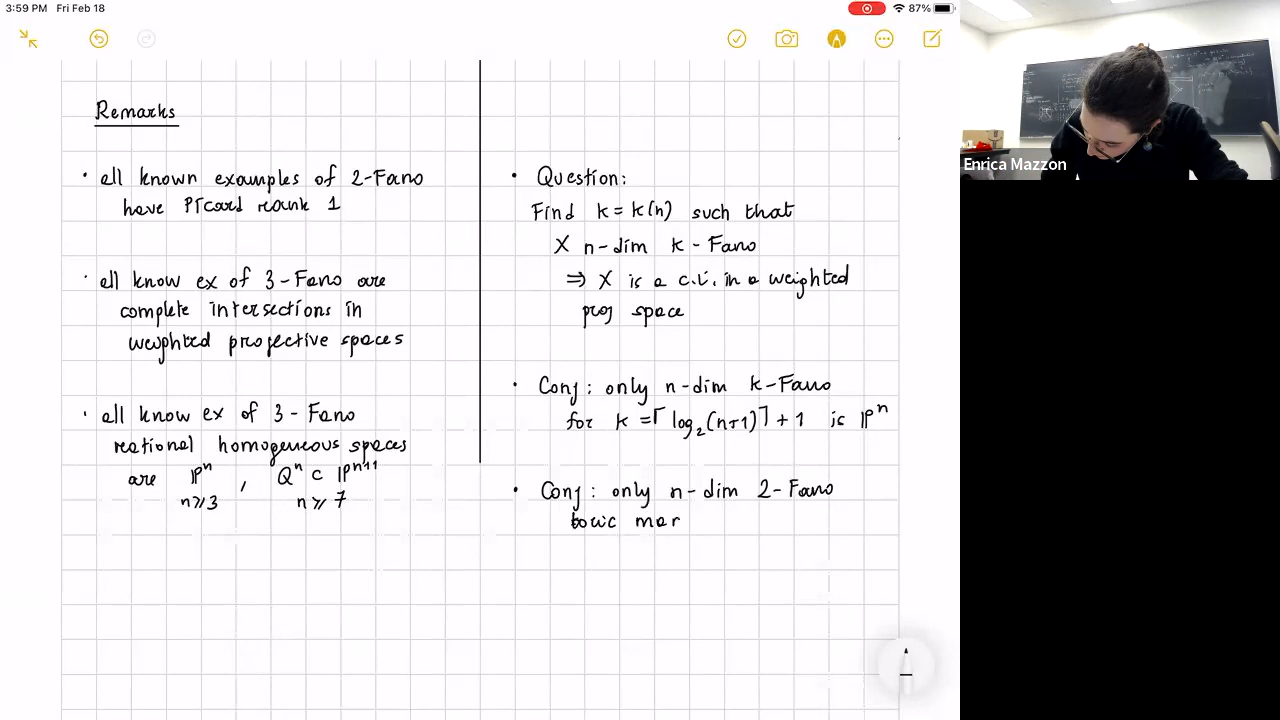 3:59 PM Fri Feb 18
87%
Remarks
· all known examples of 2-Fano
have Picard rank 1
· all know ex of 3-Fano are
complete intersections in
weighted projective spaces
· all know ex of 3-Fano
rational homogeneous spaces
are ℙⁿ , Qⁿ ⊂ ℙⁿ⁺¹
n≥3 n≥7
· Question:
Find k = k(n) such that
X n-dim k-Fano
⇒ X is a c.i. in a weighted
proj space
· Conj: only n-dim k-Fano
for k = ⌈log₂(n+1)⌉ + 1 is ℙⁿ
· Conj: only n-dim 2-Fano
toric
Enrica Mazzon